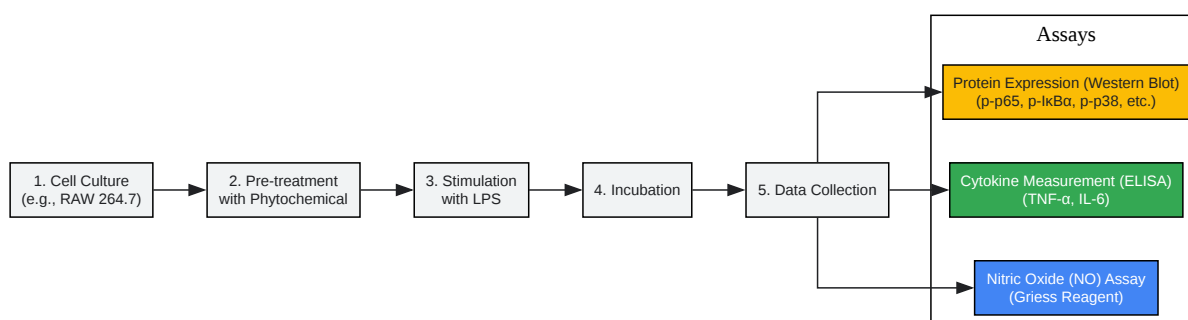 Assays
Protein Expression (Western Blot)
(p-p65, p-IκBα, p-p38, etc.)
1. Cell Culture
(e.g., RAW 264.7)
2. Pre-treatment
with Phytochemical
3. Stimulation
with LPS
4. Incubation
5. Data Collection
Cytokine Measurement (ELISA)
(TNF-α, IL-6)
Nitric Oxide (NO) Assay
(Griess Reagent)